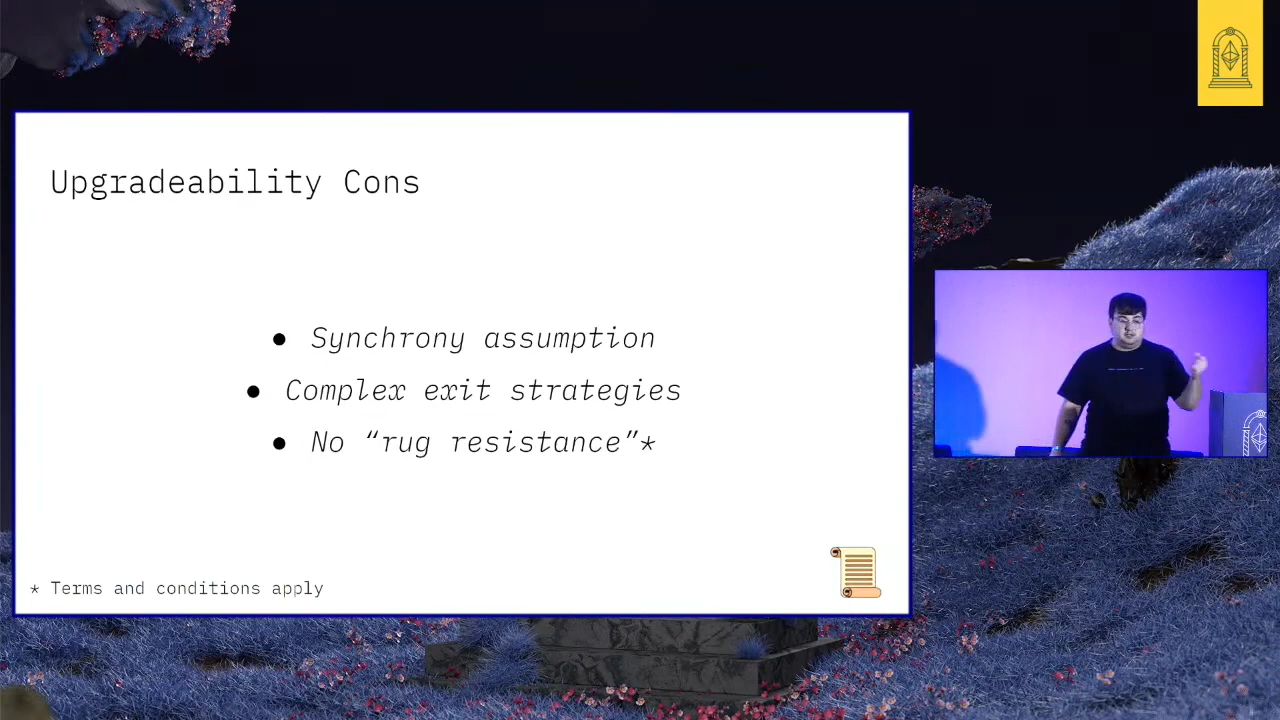 Upgradeability Cons
● Synchrony assumption
● Complex exit strategies
● No “rug resistance”*
* Terms and conditions apply